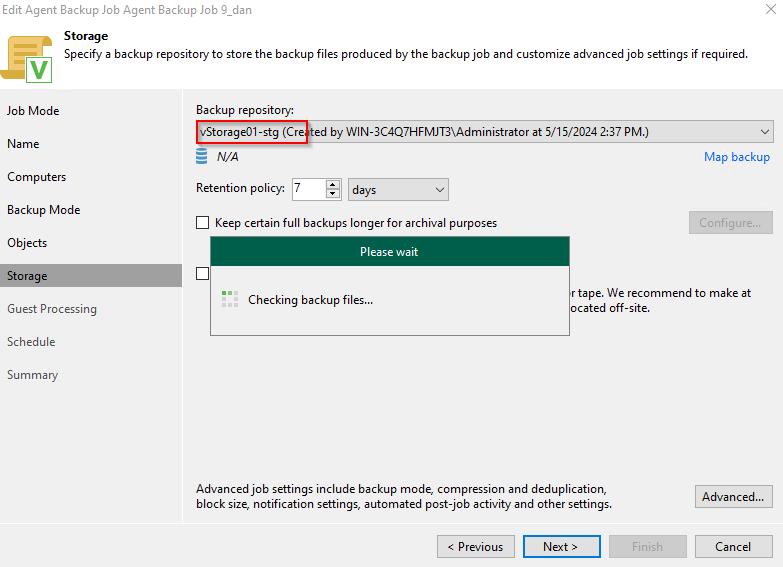 Edit Agent Backup Job Agent Backup Job 9_dan
Storage
Specify a backup repository to store the backup files produced by the backup job and customize advanced job settings if required.
V
Job Mode
Name
Computers
Backup Mode
Objects
Storage
Guest Processing
Schedule
Summary
Backup repository:
vStorage01-stg (Created by WIN-3C4Q7HFMJT3\Administrator at 5/15/2024 2:37 PM.)
N/A
Map backup
Retention policy: 7 days
Keep certain full backups longer for archival purposes
Configure...
Please wait
Checking backup files...
r tape. We recommend to make at
ocated off-site.
Advanced job settings include backup mode, compression and deduplication,
block size, notification settings, automated post-job activity and other settings.
Advanced...
< Previous
Next >
Finish
Cancel